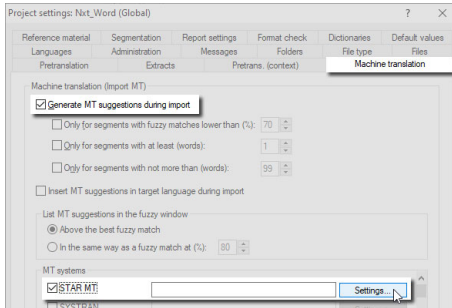 Project settings: Nxt_Word (Global) ? ×
Reference material Segmentation Report settings Format check Dictionaries Default values
Languages Administration Messages Folders File type Files
Pretranslation Extracts Pretrans. (context) Machine translation
Machine translation (Import MT)
Generate MT suggestions during import
Only for segments with fuzzy matches lower than (%): 70
Only for segments with at least (words): 1
Only for segments with not more than (words): 99
Insert MT suggestions in target language during import
List MT suggestions in the fuzzy window
Above the best fuzzy match
In the same way as a fuzzy match at (%): 80
MT systems
STAR MT Settings...
SYSTRAN